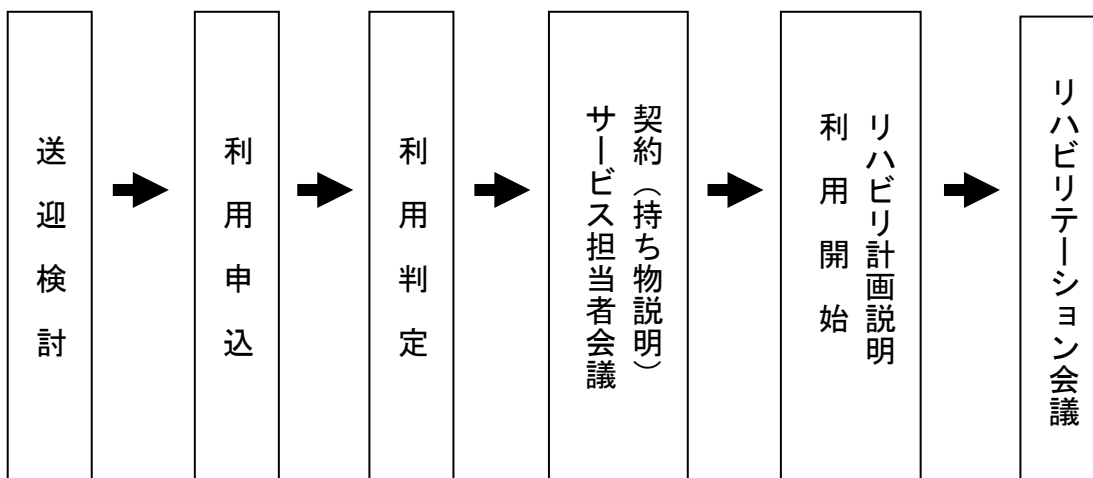 送迎検討
利用申込
利用判定
契約（持ち物説明）
サービス担当者会議
リハビリ計画説明
利用開始
リハビリテーション会議